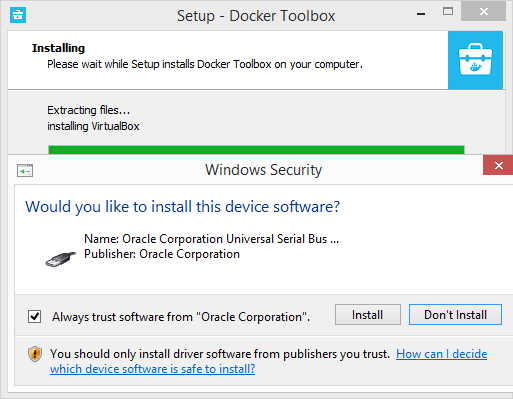 Setup - Docker Toolbox
Installing
Please wait while Setup installs Docker Toolbox on your computer.
Extracting files...
installing VirtualBox
Windows Security
Would you like to install this device software?
Name: Oracle Corporation Universal Serial Bus ...
Publisher: Oracle Corporation
Always trust software from "Oracle Corporation".
Install
Don't Install
You should only install driver software from publishers you trust. How can I decide
which device software is safe to install?